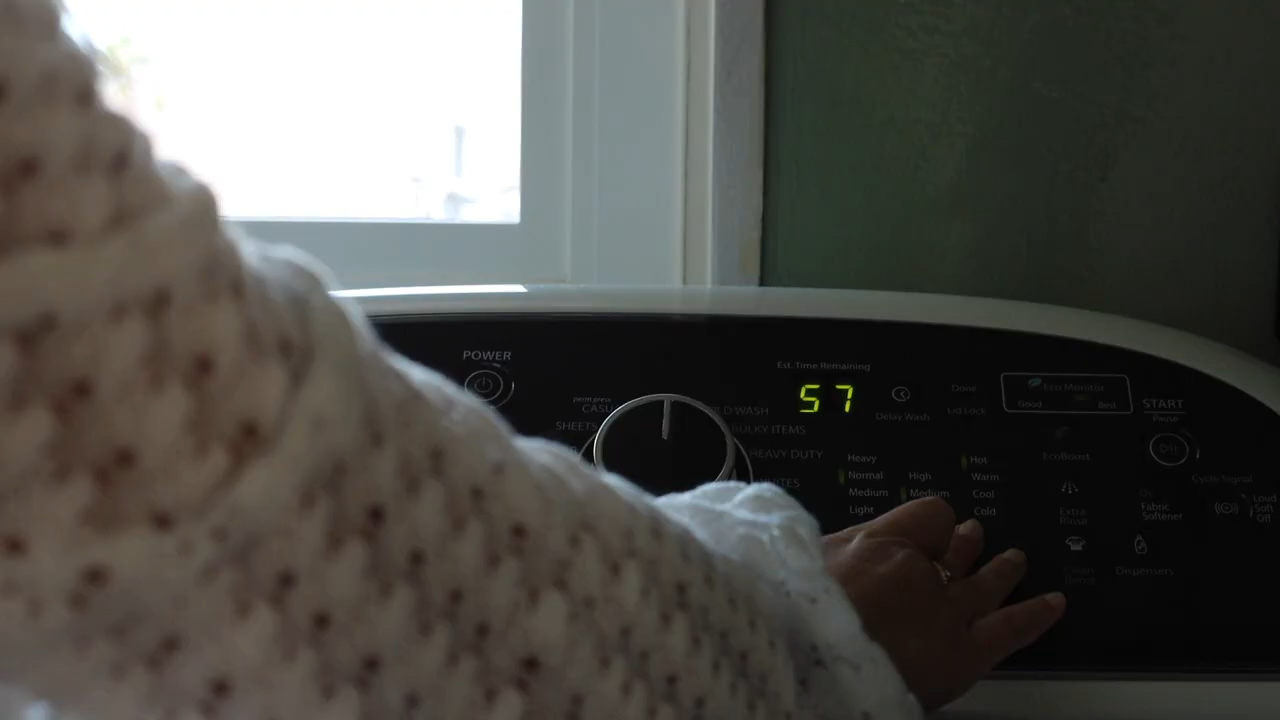 POWER
perm press
CASU
SHEETS
D WASH
BULKY ITEMS
HEAVY DUTY
Est. Time Remaining
57
Delay Wash
Done
Lid Lock
Eco Monitor
Good Best
START
Pause
EcoBoost
Heavy
Normal
Medium
Light
High
Medium
Hot
Warm
Cool
Cold
Extra
Rinse
Fabric
Softener
Dispensers
Cycle Signal
Loud
Soft
Off